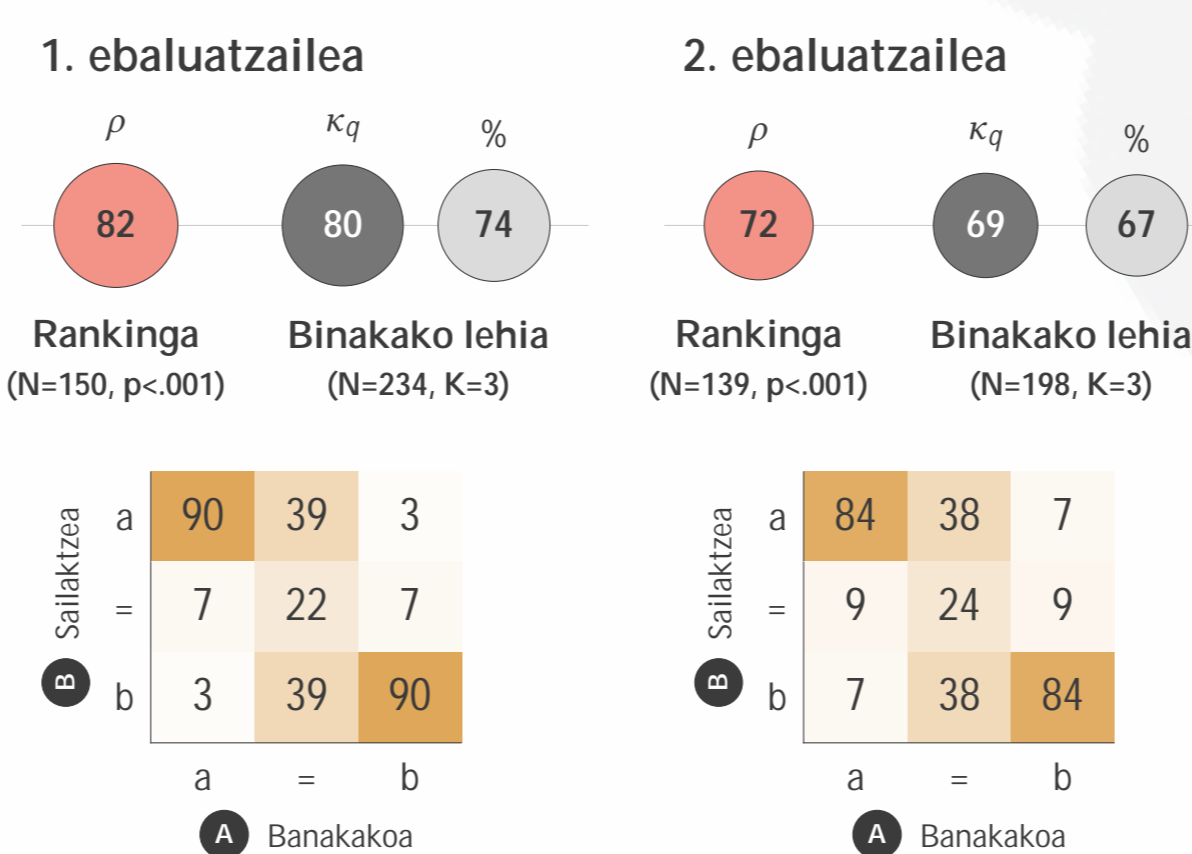 1. ebaluatzailea
ρ κq %
82 80 74
Rankinga Binakako lehia
(N=150, p<.001) (N=234, K=3)
B Sailaktzea
a 90 39 3
= 7 22 7
b 3 39 90
a = b
A Banakakoa
2. ebaluatzailea
ρ κq %
72 69 67
Rankinga Binakako lehia
(N=139, p<.001) (N=198, K=3)
B Sailaktzea
a 84 38 7
= 9 24 9
b 7 38 84
a = b
A Banakakoa